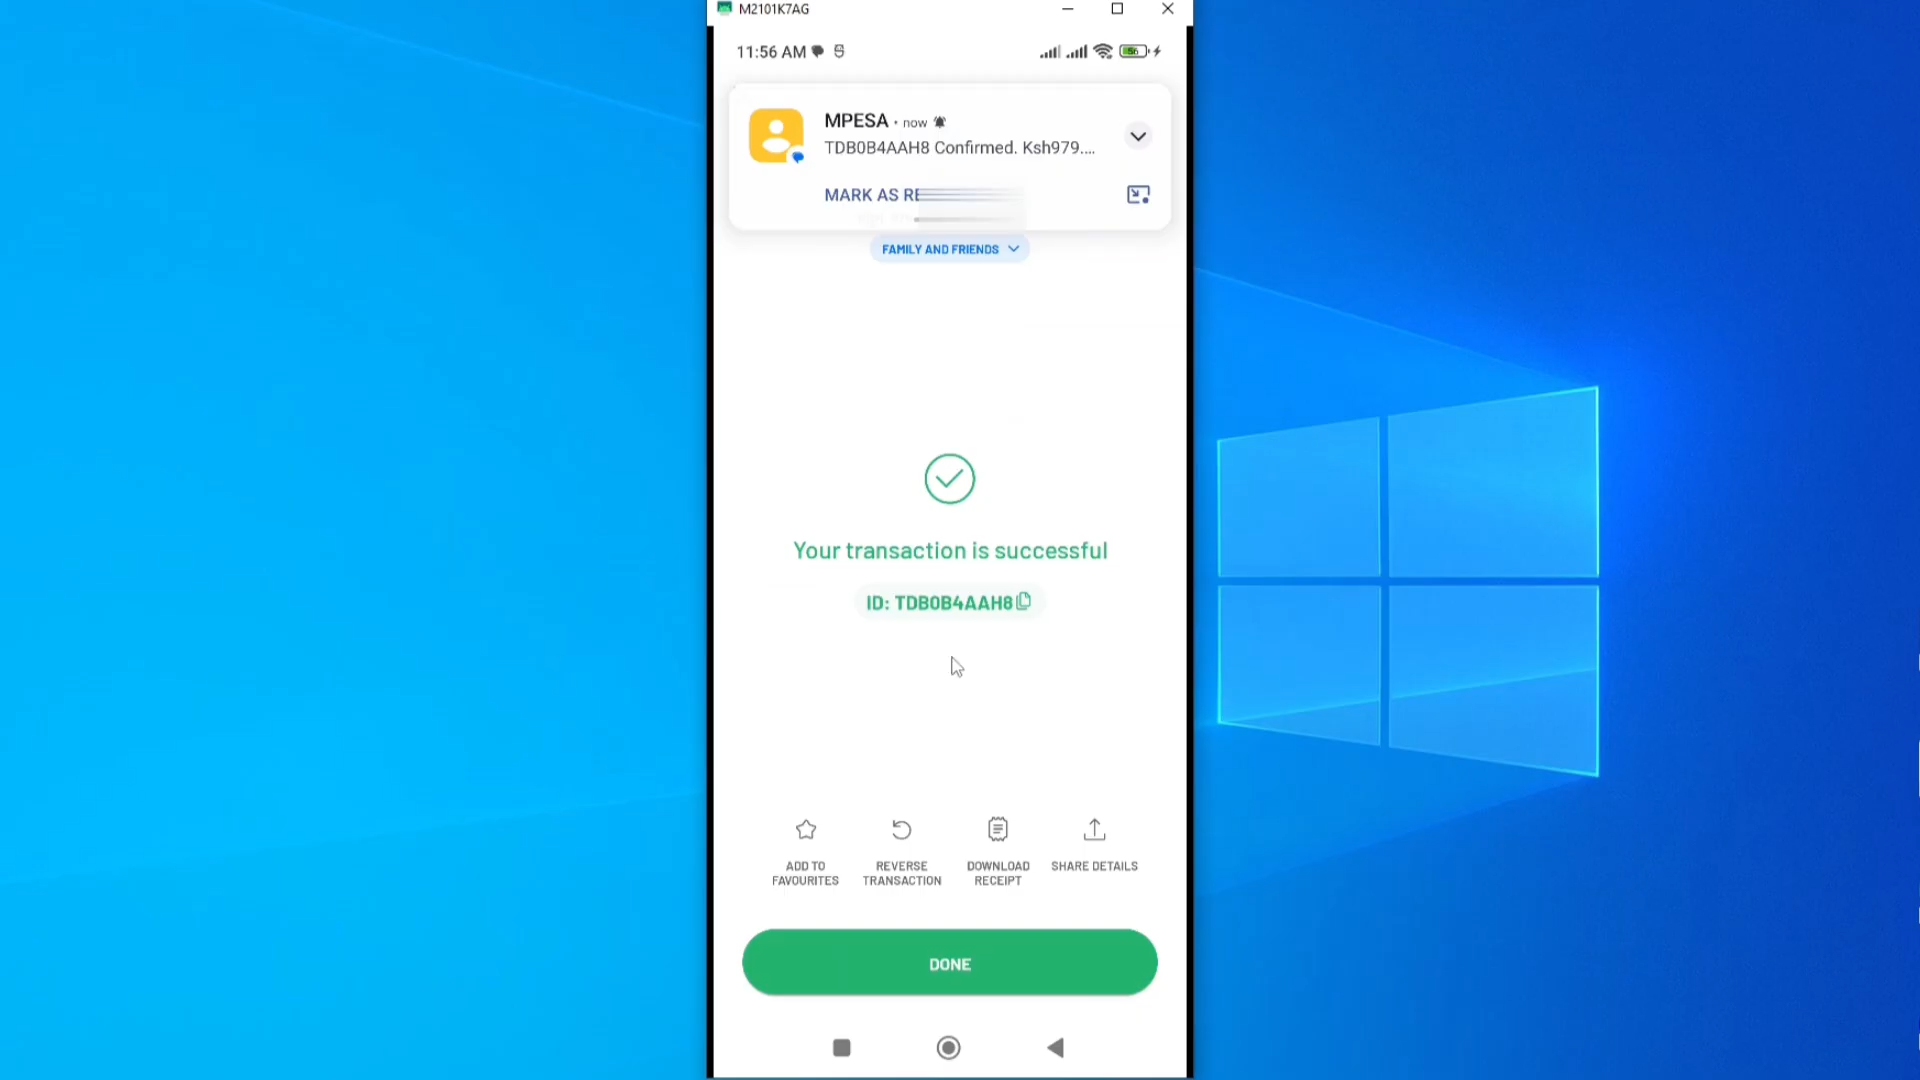 M2101K7AG
11:56 AM
56
MPESA • now
TDB0B4AAH8 Confirmed. Ksh979....
MARK AS RE
FAMILY AND FRIENDS
Your transaction is successful
ID: TDB0B4AAH8
ADD TO
FAVOURITES
REVERSE
TRANSACTION
DOWNLOAD
RECEIPT
SHARE DETAILS
DONE